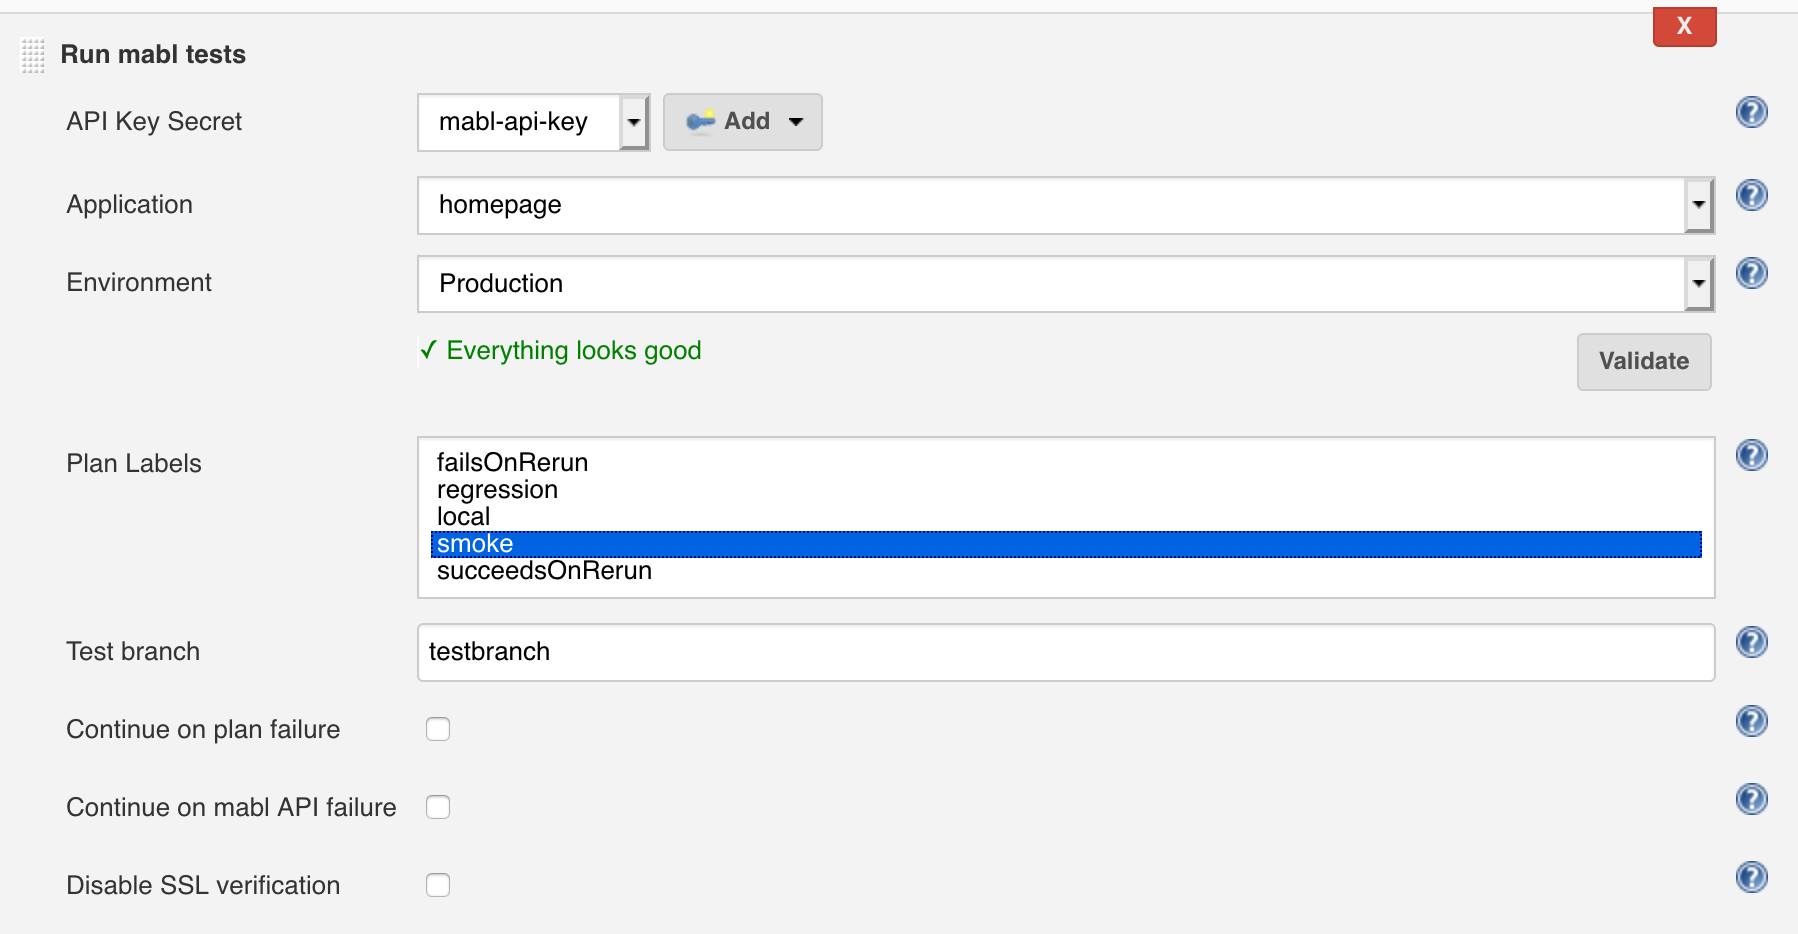 X
Run mabl tests
API Key Secret mabl-api-key Add ?
Application homepage ?
Environment Production ?
✓ Everything looks good
Validate
Plan Labels ?
failsOnRerun
regression
local
smoke
succeedsOnRerun
Test branch testbranch ?
Continue on plan failure ?
Continue on mabl API failure ?
Disable SSL verification ?